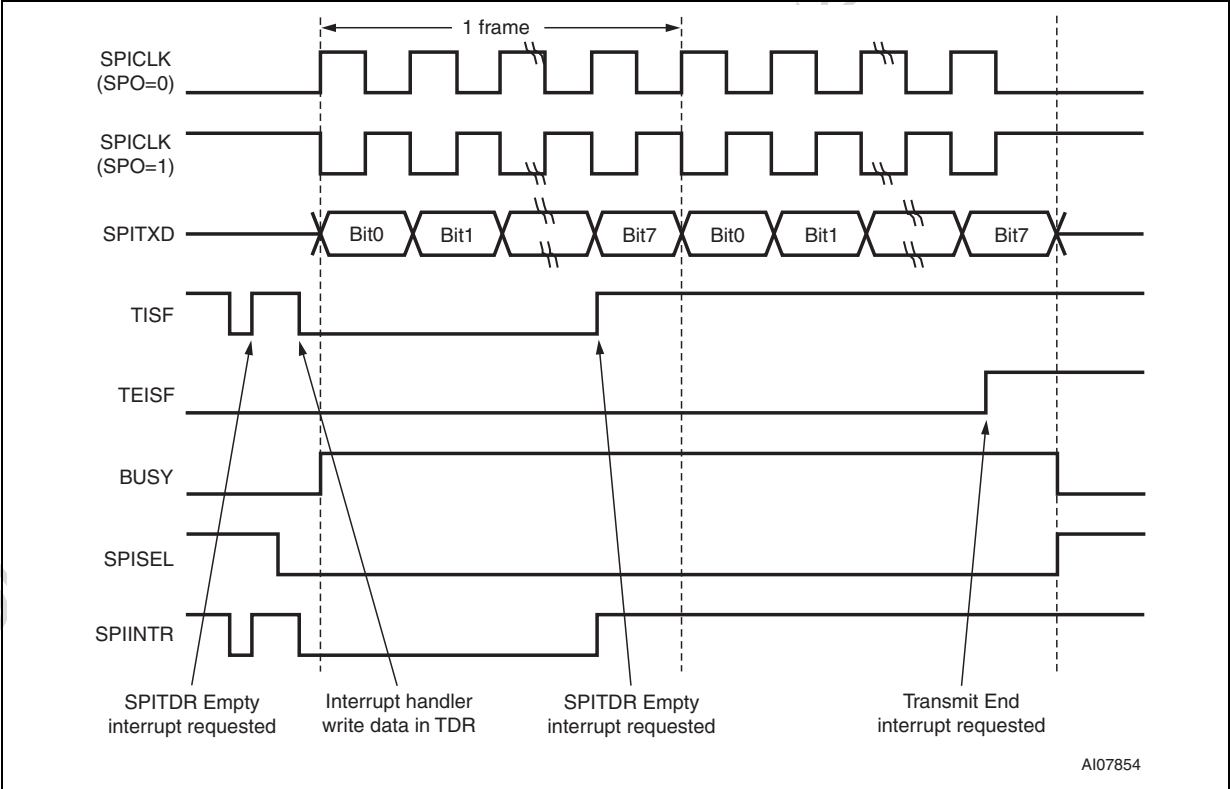 1 frame
SPICLK
(SPO=0)
SPICLK
(SPO=1)
SPITXD
Bit0
Bit1
Bit7
Bit0
Bit1
Bit7
TISF
TEISF
BUSY
SPISEL
SPIINTR
SPITDR Empty
interrupt requested
Interrupt handler
write data in TDR
SPITDR Empty
interrupt requested
Transmit End
interrupt requested
AI07854